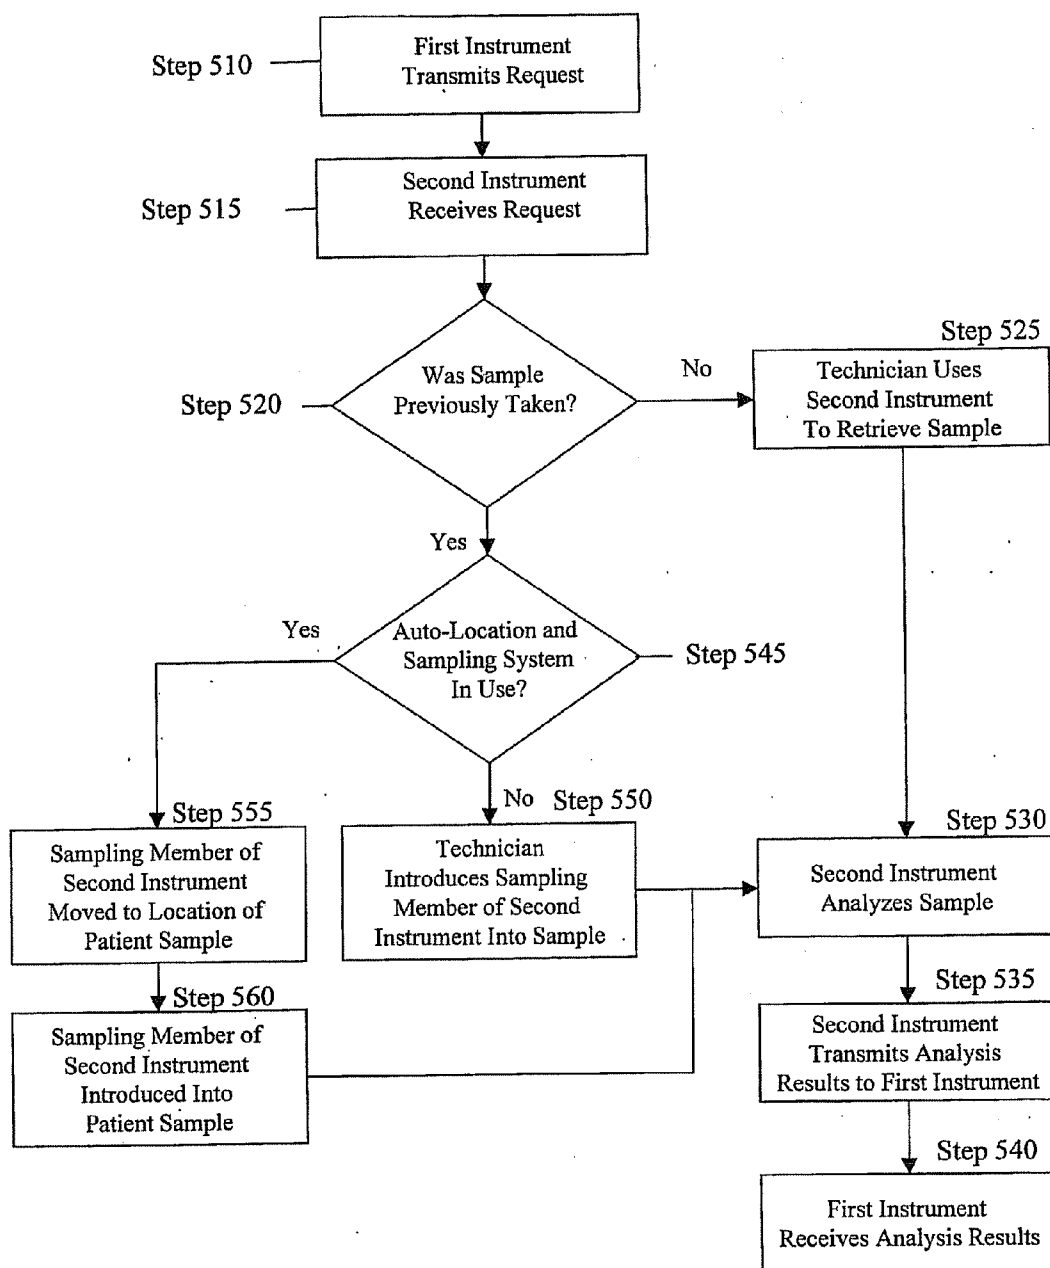 First Instrument
Transmits Request
Step 510
Second Instrument
Receives Request
Step 515
Was Sample
Previously Taken?
Step 520
No
Step 525
Technician Uses
Second Instrument
To Retrieve Sample
Yes
Auto-Location and
Sampling System
In Use?
Step 545
Yes
No
Step 555
Sampling Member of
Second Instrument
Moved to Location of
Patient Sample
Step 550
Technician
Introduces Sampling
Member of Second
Instrument Into Sample
Step 530
Second Instrument
Analyzes Sample
Step 560
Sampling Member of
Second Instrument
Introduced Into
Patient Sample
Step 535
Second Instrument
Transmits Analysis
Results to First Instrument
Step 540
First Instrument
Receives Analysis Results